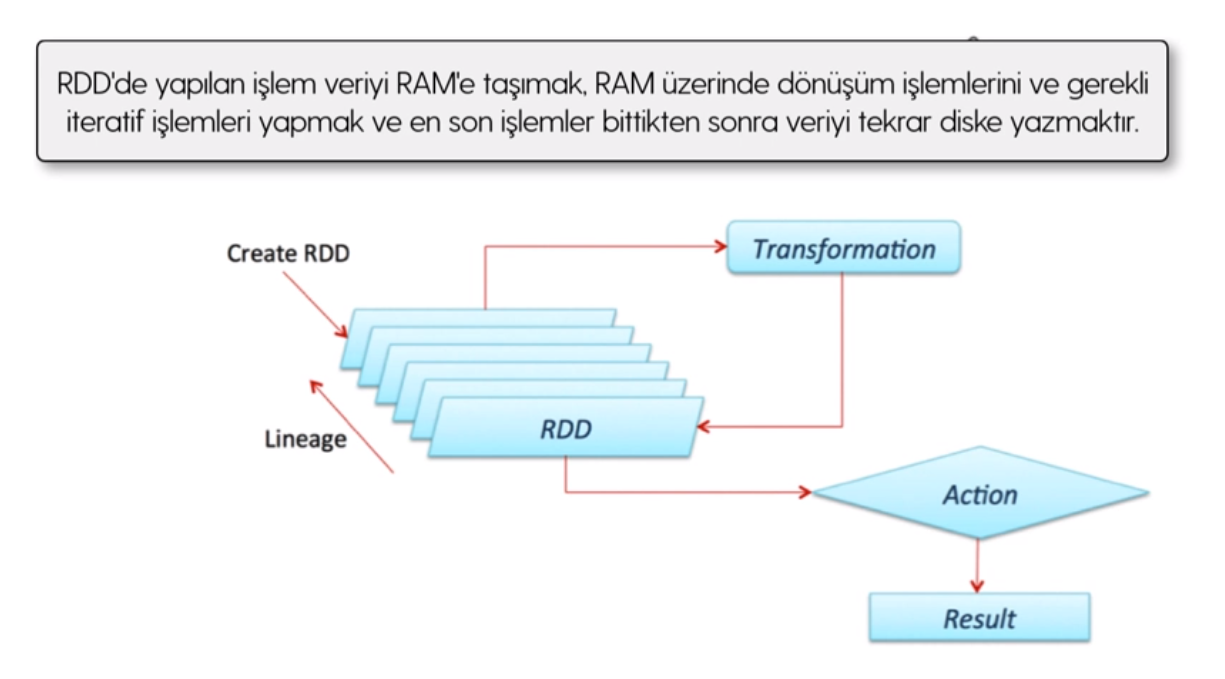 RDD'de yapılan işlem veriyi RAM'e taşımak, RAM üzerinde dönüşüm işlemlerini ve gerekli
iteratif işlemleri yapmak ve en son işlemler bittikten sonra veriyi tekrar diske yazmaktır.
Create RDD
Transformation
Lineage
RDD
Action
Result